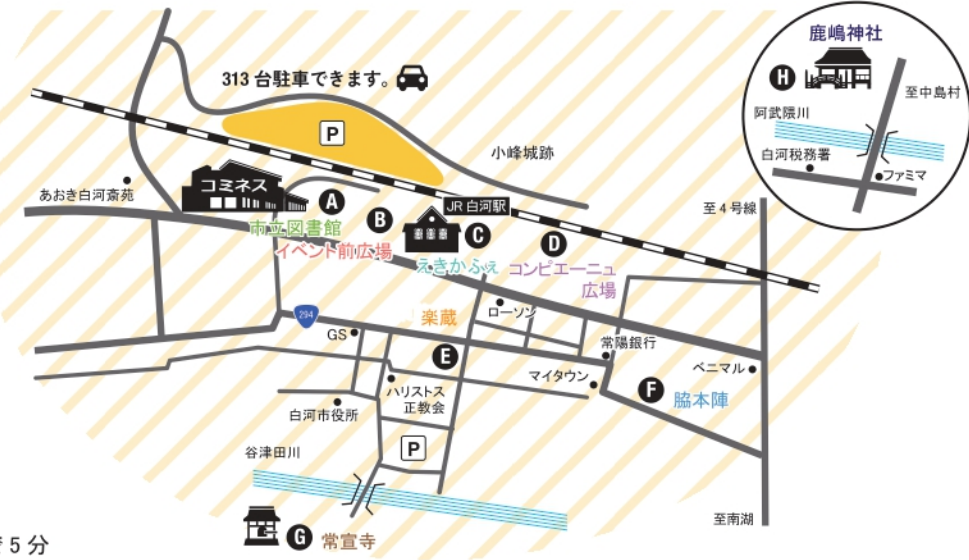 313台駐車できます。
P
小峰城跡
コミネス
あおき白河斎苑
A
市立図書館
B
イベント前広場
JR白河駅
C
えきかふぇ
D
コンピエーニュ
広場
至4号線
鹿嶋神社
H
至中島村
阿武隈川
白河税務署
ファミマ
294
GS
楽蔵
ローソン
E
常陽銀行
マイタウン
ベニマル
F
脇本陣
ハリストス
正教会
白河市役所
P
谷津田川
至南湖
G
常宣寺
5分